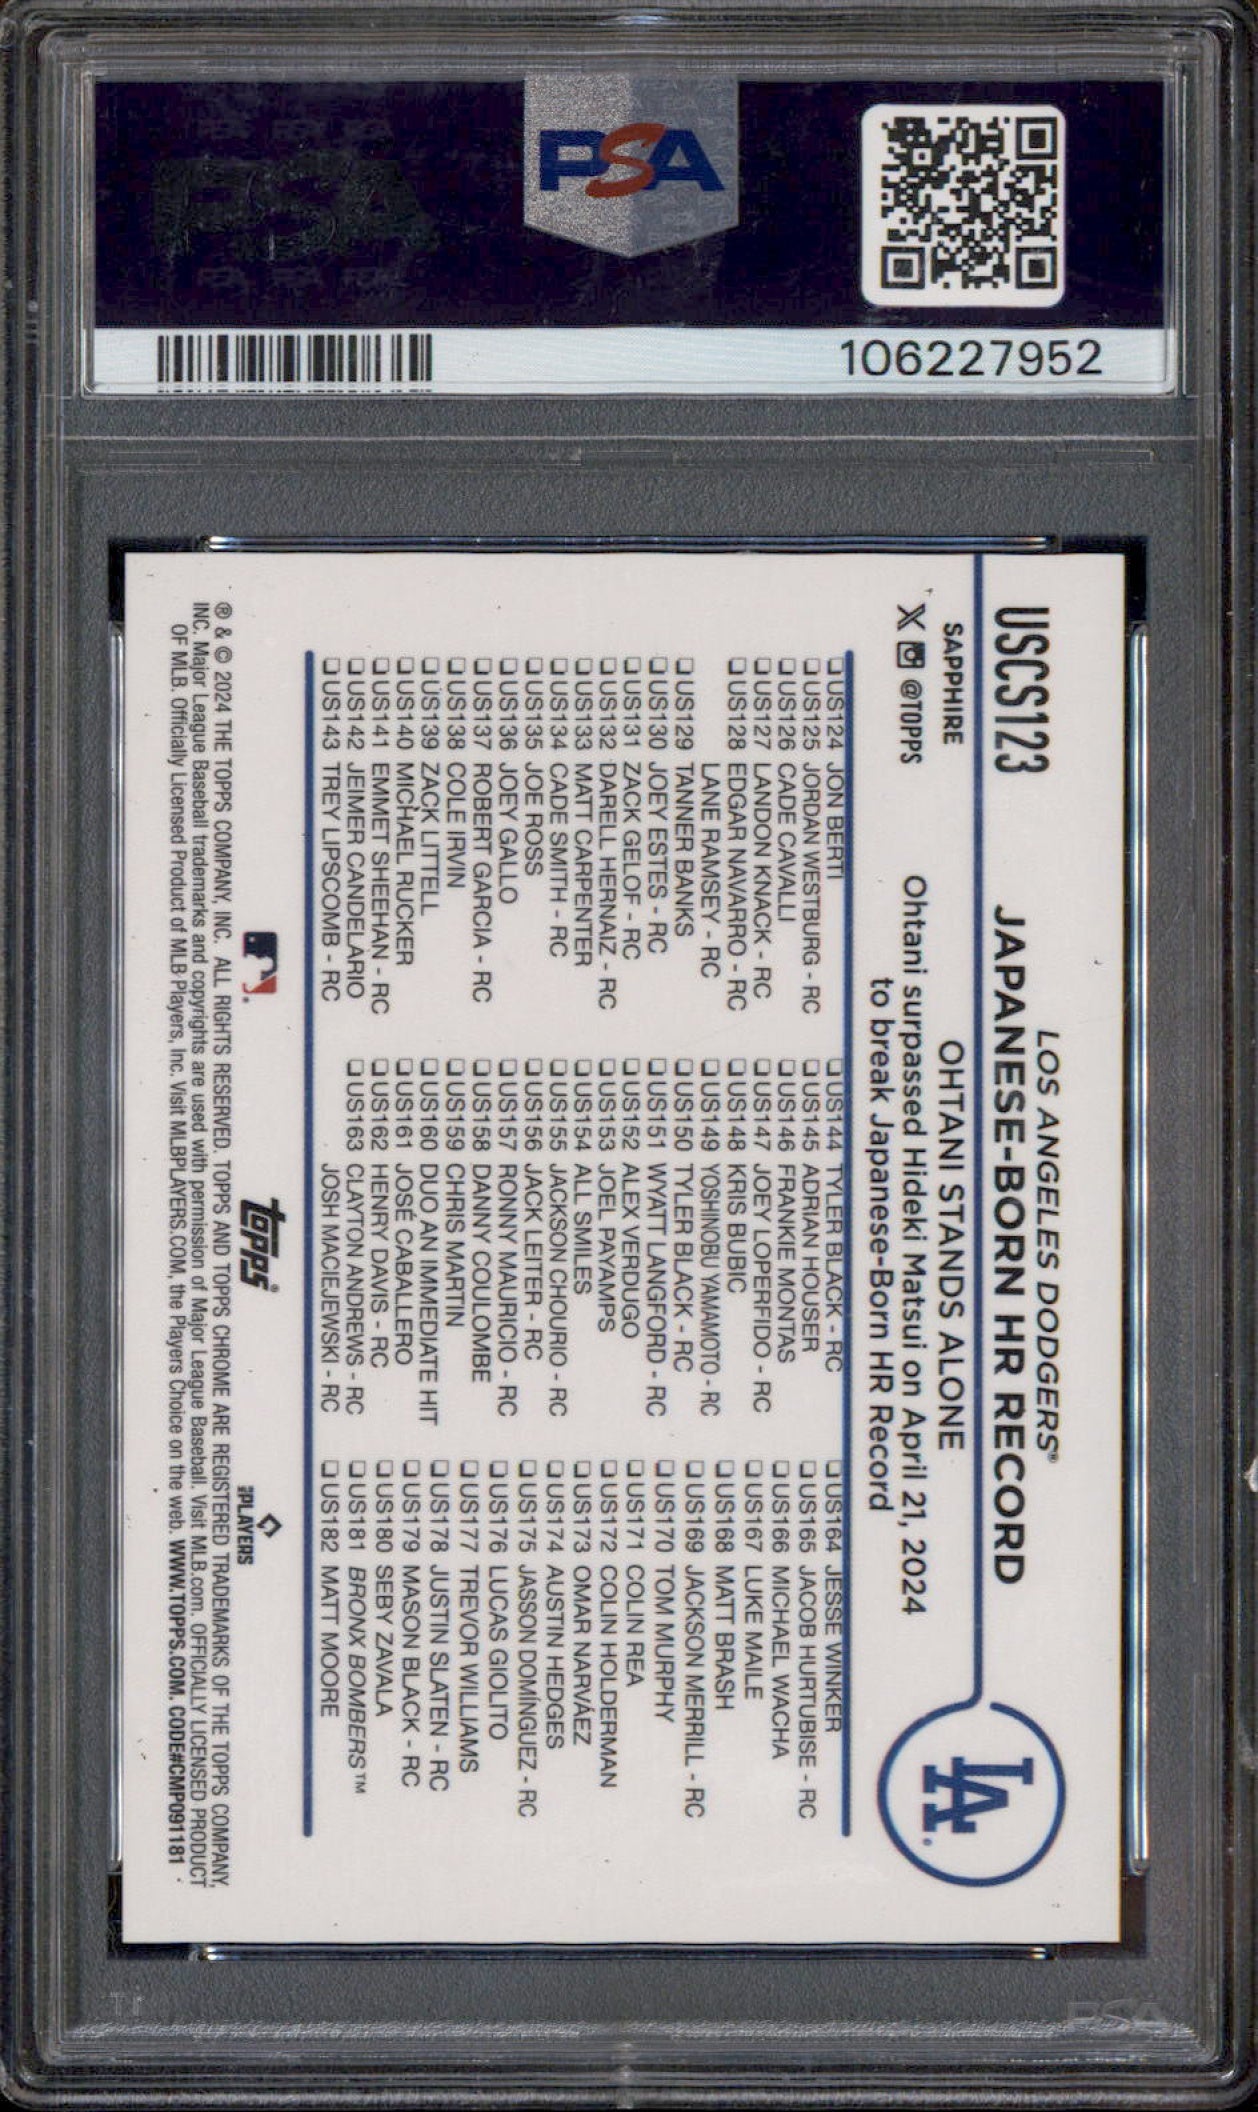 PSA
106227952
USCS123
LOS ANGELES DODGERS®
JAPANESE-BORN HR RECORD
SAPPHIRE
@TOPPS
OHTANI STANDS ALONE
Ohtani surpassed Hideki Matsui on April 21, 2024
to break Japanese-Born HR Record
LA
❑ US124 JON BERTI
❑ US125 JORDAN WESTBURG - RC
❑ US126 CADE CAVALLI
❑ US127 LANDON KNACK - RC
❑ US128 EDGAR NAVARRO - RC
LANE RAMSEY - RC
❑ US129 TANNER BANKS
❑ US130 JOEY ESTES - RC
❑ US131 ZACK GELOF - RC
❑ US132 DARELL HERNAIZ - RC
❑ US133 MATT CARPENTER
❑ US134 CADE SMITH - RC
❑ US135 JOE ROSS
❑ US136 JOEY GALLO
❑ US137 ROBERT GARCIA - RC
❑ US138 COLE IRVIN
❑ US139 ZACK LITTELL
❑ US140 MICHAEL RUCKER
❑ US141 EMMET SHEEHAN - RC
❑ US142 JEIMER CANDELARIO
❑ US143 TREY LIPSCOMB - RC
❑ US144 TYLER BLACK - RC
❑ US145 ADRIAN HOUSER
❑ US146 FRANKIE MONTAS
❑ US147 JOEY LOPERFIDO - RC
❑ US148 KRIS BUBIC
❑ US149 YOSHINOBU YAMAMOTO - RC
❑ US150 TYLER BLACK - RC
❑ US151 WYATT LANGFORD - RC
❑ US152 ALEX VERDUGO
❑ US153 JOEL PAYAMPS
❑ US154 ALL SMILES
❑ US155 JACKSON CHOURIO - RC
❑ US156 JACK LEITER - RC
❑ US157 RONNY MAURICIO - RC
❑ US158 DANNY COULOMBE
❑ US159 CHRIS MARTIN
❑ US160 DUO AN IMMEDIATE HIT
❑ US161 JOSÉ CABALLERO
❑ US162 HENRY DAVIS - RC
❑ US163 CLAYTON ANDREWS - RC
JOSH MACIEJEWSKI - RC
❑ US164 JESSE WINKER
❑ US165 JACOB HURTUBISE - RC
❑ US166 MICHAEL WACHA
❑ US167 LUKE MAILE
❑ US168 MATT BRASH
❑ US169 JACKSON MERRILL - RC
❑ US170 TOM MURPHY
❑ US171 COLIN REA
❑ US172 COLIN HOLDERMAN
❑ US173 OMAR NARVÁEZ
❑ US174 AUSTIN HEDGES
❑ US175 JASSON DOMÍNGUEZ - RC
❑ US176 LUCAS GIOLITO
❑ US177 TREVOR WILLIAMS
❑ US178 JUSTIN SLATEN - RC
❑ US179 MASON BLACK - RC
❑ US180 SEBY ZAVALA
❑ US181 BRONX BOMBERS™
❑ US182 MATT MOORE
topps®
PLAYERS
® & © 2024 THE TOPPS COMPANY, INC. ALL RIGHTS RESERVED. TOPPS AND TOPPS CHROME ARE REGISTERED TRADEMARKS OF THE TOPPS COMPANY,
INC. Major League Baseball trademarks and copyrights are used with permission of Major League Baseball. Visit MLB.com. OFFICIALLY LICENSED PRODUCT
OF MLB. Officially Licensed Product of MLB Players, Inc. Visit MLBPLAYERS.COM, the Players Choice on the web. WWW.TOPPS.COM. CODE#CMP091181
PSA